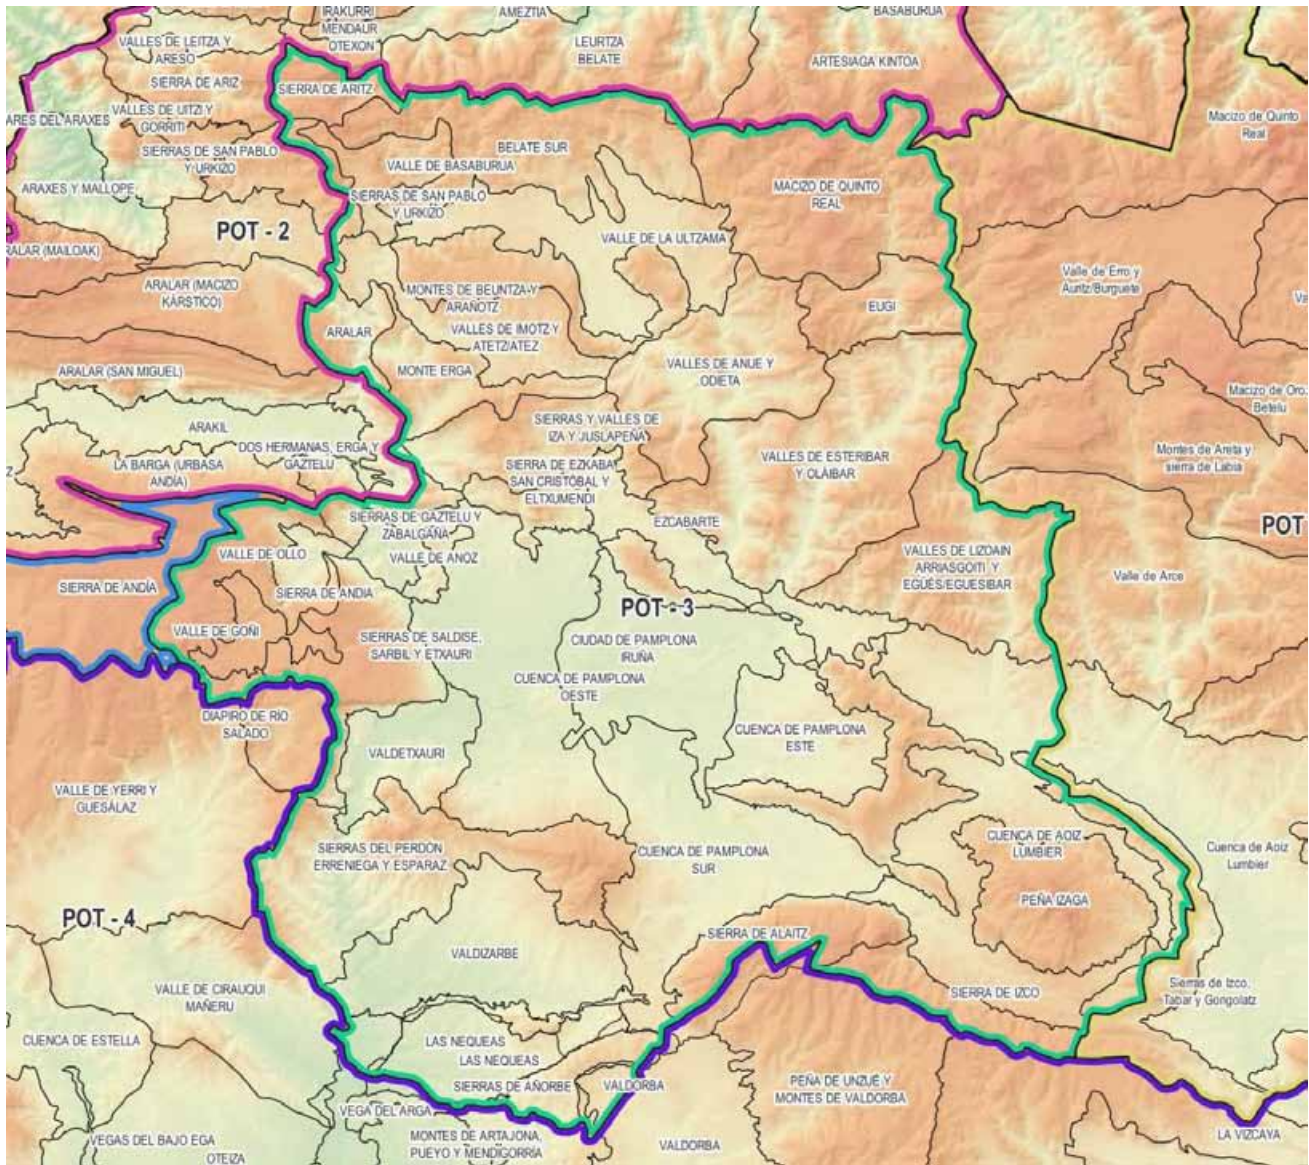 IRAKURRI
MENDAUR
OTEXON
AMEZTIA
BASABURUA
VALLES DE LEITZA Y
ARESO
LEURTZA
BELATE
ARTESIAGA KINTOA
SIERRA DE ARIZ
SIERRA DE ARITZ
ARES DEL ARAXES
VALLES DE UITZI Y
GORRITI
Macizo de Quinto
Real
SIERRAS DE SAN PABLO
Y URKIZO
BELATE SUR
VALLE DE BASABURUA
ARAXES Y MALLOPE
SIERRAS DE SAN PABLO
Y URKIZO
MACIZO DE QUINTO
REAL
POT - 2
VALLE DE LA ULTZAMA
RALAR (MAILOAK)
ARALAR (MACIZO
KÁRSTICO)
Valle de Erro y
Auritz/Burguete
MONTES DE BEUNTZA Y
ARAÑOTZ
EUGI
ARALAR
VALLES DE IMOTZ Y
ATETZ/ATEZ
ARALAR (SAN MIGUEL)
MONTE ERGA
VALLES DE ANUE Y
ODIETA
Macizo de Oroz
Betelu
ARAKIL
SIERRAS Y VALLES DE
IZA Y JUSLAPEÑA
DOS HERMANAS, ERGA Y
GAZTELU
LA BARGA (URBASA
ANDÍA)
SIERRA DE EZKABA
SAN CRISTÓBAL Y
ELTXUMENDI
VALLES DE ESTERIBAR
Y OLAIBAR
Montes de Areta y
sierra de Labia
SIERRAS DE GAZTELU Y
ZABALGAÑA
EZCABARTE
POT
VALLE DE OLLO
VALLE DE ANOZ
VALLES DE LIZOAIN
ARRIASGOITI Y
EGÜÉS/EGUESIBAR
Valle de Arce
SIERRA DE ANDÍA
SIERRA DE ANDIA
POT - 3
VALLE DE GOÑI
SIERRAS DE SALDISE,
SARBIL Y ETXAURI
CIUDAD DE PAMPLONA
IRUÑA
CUENCA DE PAMPLONA
OESTE
DIAPIRO DE RÍO
SALADO
CUENCA DE PAMPLONA
ESTE
VALDETXAURI
VALLE DE YERRI Y
GUESÁLAZ
SIERRAS DEL PERDÓN
ERRENIEGA Y ESPARAZ
CUENCA DE PAMPLONA
SUR
CUENCA DE AOIZ
LUMBIER
Cuenca de Aoiz
Lumbier
PEÑA IZAGA
POT - 4
SIERRA DE ALAITZ
VALDIZARBE
VALLE DE CIRAUQUI
MAÑERU
SIERRA DE IZCO
Sierras de Izco,
Tabar y Gongolatz
CUENCA DE ESTELLA
LAS NEQUEAS
LAS NEQUEAS
SIERRAS DE AÑORBE
VALDORBA
PEÑA DE UNZUÉ Y
MONTES DE VALDORBA
VEGA DEL ARGA
VEGAS DEL BAJO EGA
OTEIZA
MONTES DE ARTAJONA,
PUEYO Y MENDIGORRÍA
VALDORBA
LA VIZCAYA